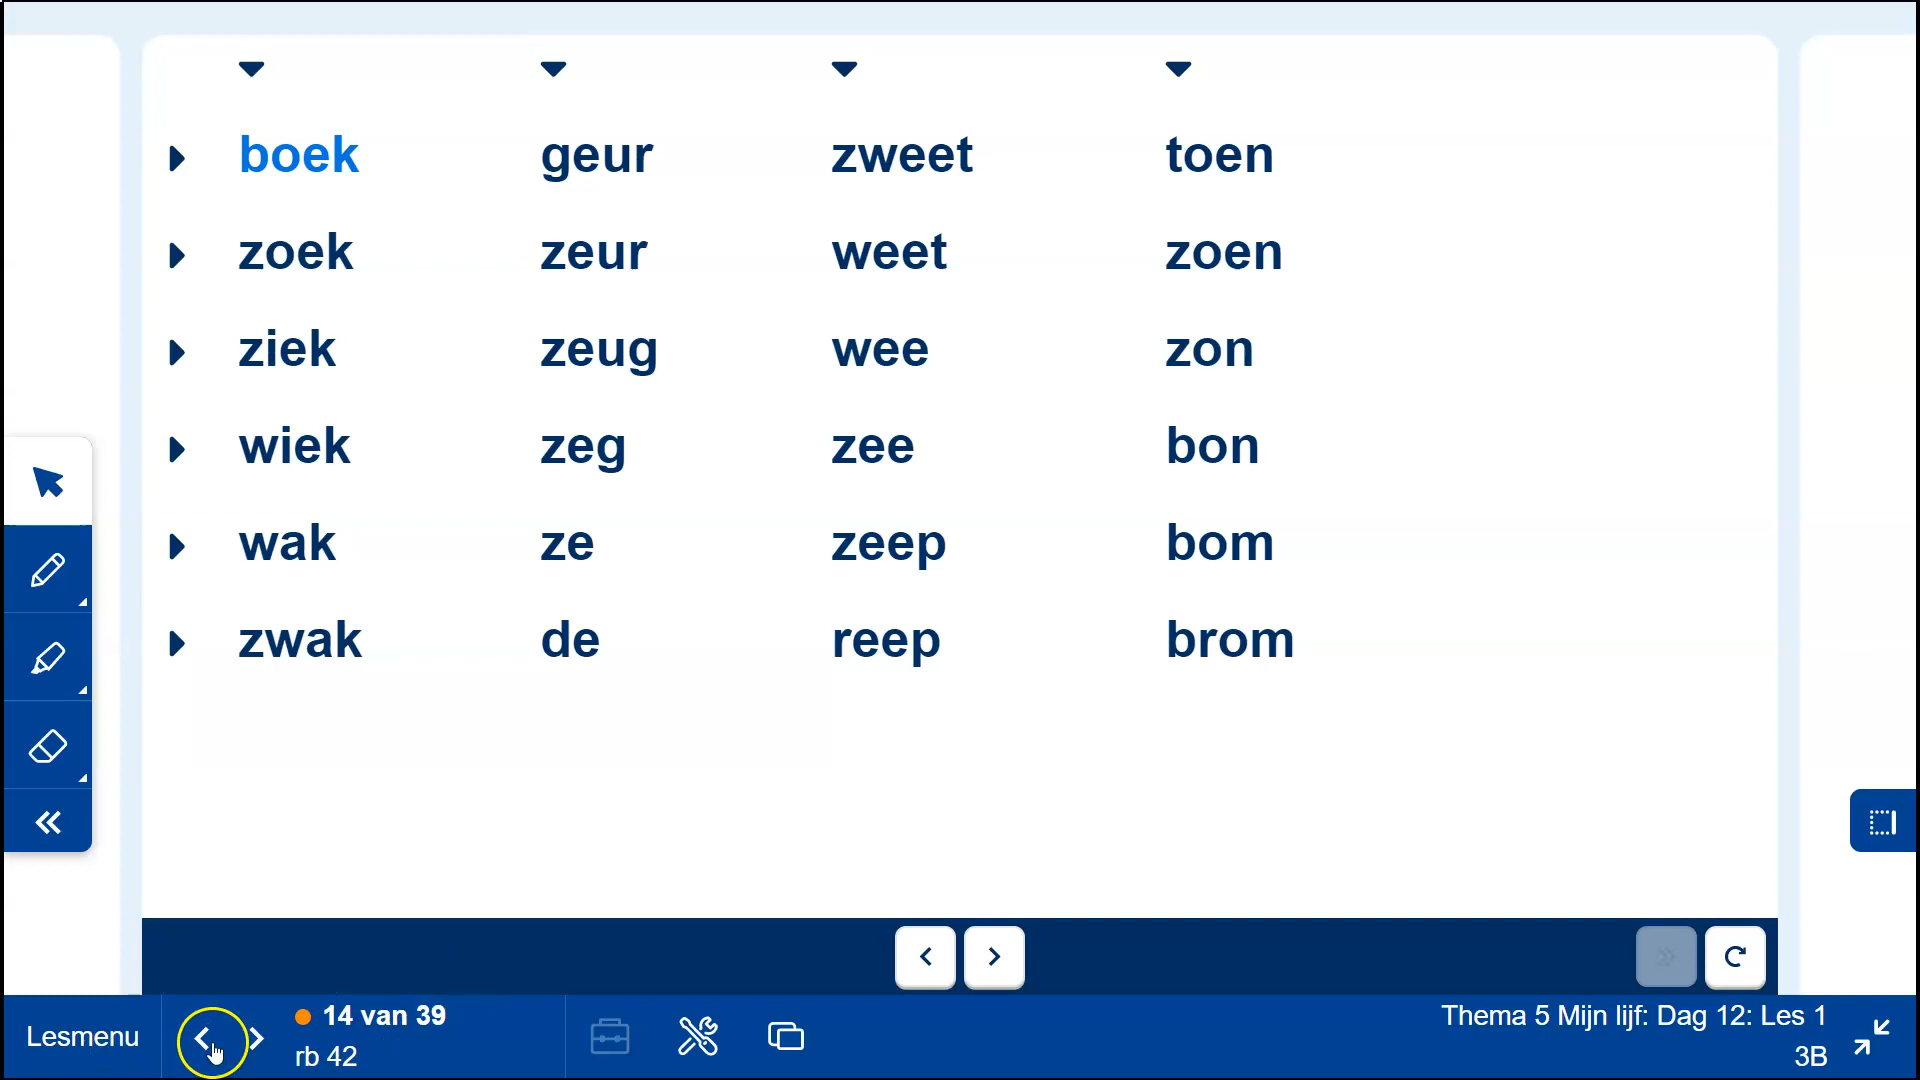 boek geur zweet toen
zoek zeur weet zoen
ziek zeug wee zon
wiek zeg zee bon
wak ze zeep bom
zwak de reep brom
Lesmenu
14 van 39
rb 42
Thema 5 Mijn lijf: Dag 12: Les 1
3B